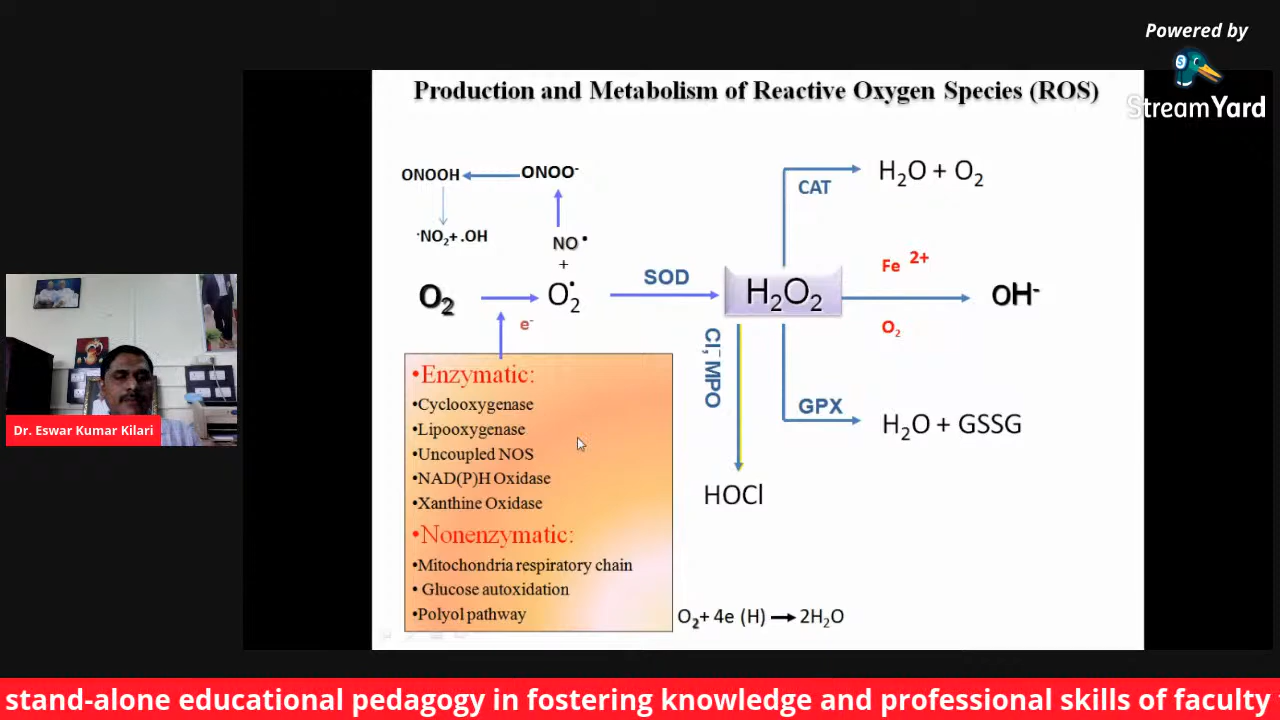 Powered by
StreamYard
S
Production and Metabolism of Reactive Oxygen Species (ROS)
ONOOH
ONOO⁻
·NO₂+ .OH
NO•
+
O₂
e⁻
O₂•
SOD
H₂O₂
CAT
H₂O + O₂
Fe 2+
O₂
OH⁻
Cl⁻, MPO
HOCl
GPX
H₂O + GSSG
•Enzymatic:
•Cyclooxygenase
•Lipooxygenase
•Uncoupled NOS
•NAD(P)H Oxidase
•Xanthine Oxidase
•Nonenzymatic:
•Mitochondria respiratory chain
• Glucose autoxidation
•Polyol pathway
O₂+ 4e (H) → 2H₂O
Dr. Eswar Kumar Kilari
stand-alone educational pedagogy in fostering knowledge and professional skills of faculty